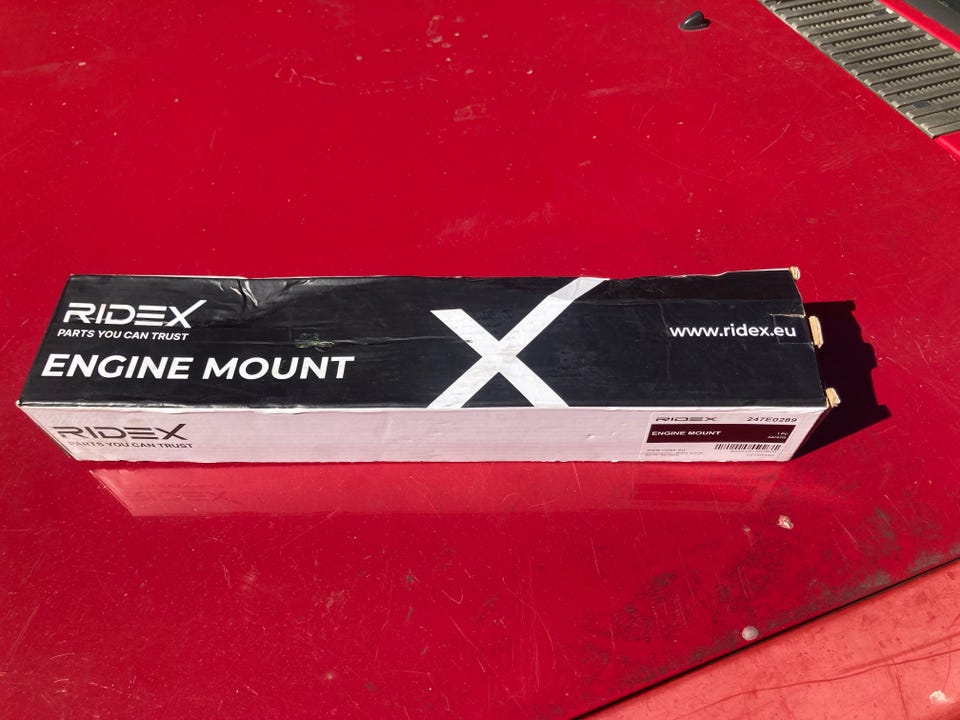 RIDEX
PARTS YOU CAN TRUST
ENGINE MOUNT
www.ridex.eu
RIDEX
PARTS YOU CAN TRUST
RIDEX 247E0289
ENGINE MOUNT